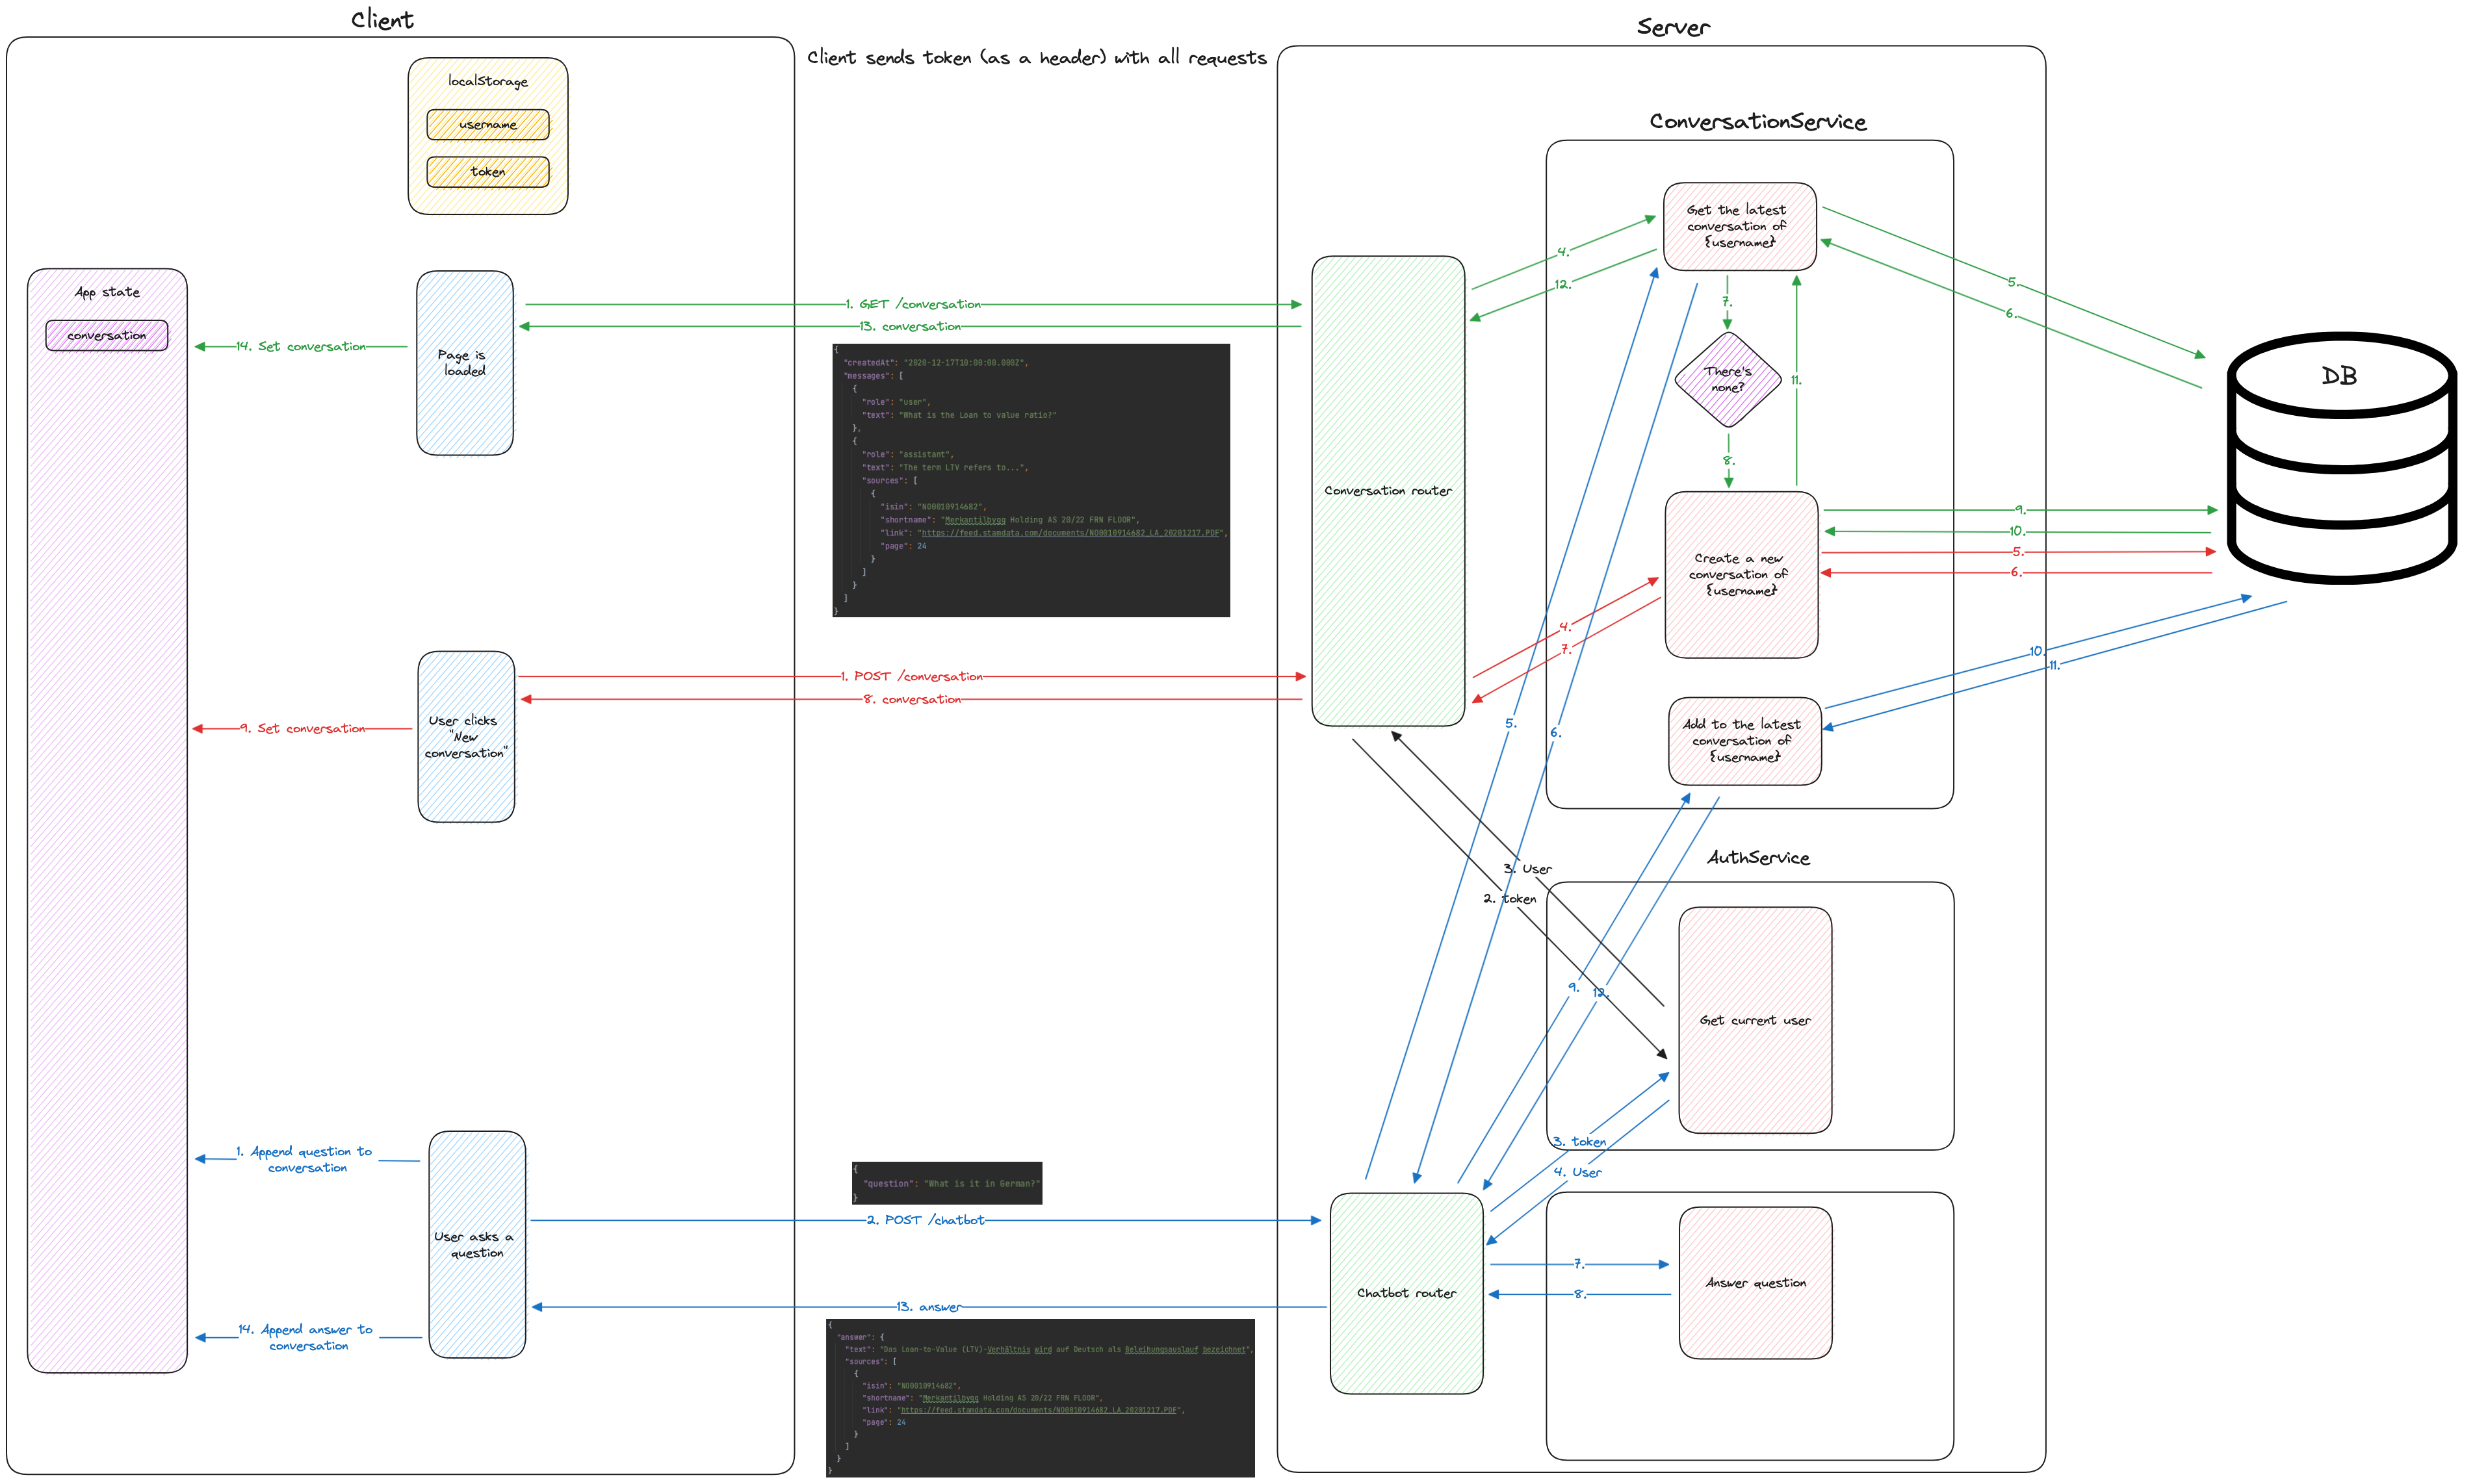 Client
localStorage
username
token
App state
conversation
Page is
loaded
14. Set conversation
User clicks
"New
conversation"
9. Set conversation
User asks a
question
1. Append question to
conversation
14. Append answer to
conversation
Client sends token (as a header) with all requests
1. GET /conversation
13. conversation
{
"createdAt": "2020-12-17T10:00:00.000Z",
"messages": [
{
"role": "user",
"text": "What is the Loan to value ratio?"
},
{
"role": "assistant",
"text": "The term LTV refers to...",
"sources": [
{
"isin": "NO0010914682",
"shortname": "Merkantilbygg Holding AS 20/22 FRN FLOOR",
"link": "https://feed.stamdata.com/documents/NO0010914682_LA_20201217.PDF",
"page": 24
}
]
}
]
}
1. POST /conversation
8. conversation
{
"question": "What is it in German?"
}
2. POST /chatbot
13. answer
{
"answer": {
"text": "Das Loan-to-Value (LTV)-Verhältnis wird auf Deutsch als Beleihungsauslauf bezeichnet",
"sources": [
{
"isin": "NO0010914682",
"shortname": "Merkantilbygg Holding AS 20/22 FRN FLOOR",
"link": "https://feed.stamdata.com/documents/NO0010914682_LA_20201217.PDF",
"page": 24
}
]
}
}
Server
Conversation router
Chatbot router
ConversationService
Get the latest
conversation of
{username}
There's
none?
Create a new
conversation of
{username}
Add to the latest
conversation of
{username}
4.
12.
7.
8.
11.
5.
6.
9.
10.
5.
6.
4.
7.
10.
11.
5.
6.
3. User
2. token
9.
12.
AuthService
Get current user
3. token
4. User
7.
8.
Answer question
DB